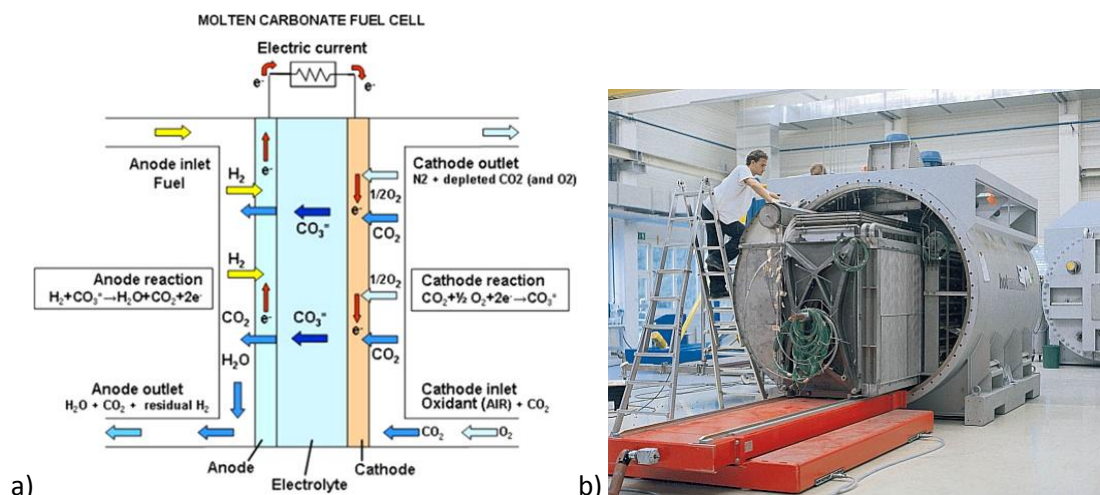 MOLTEN CARBONATE FUEL CELL
Electric current
e-
e-
Anode inlet
Fuel
Cathode outlet
N2 + depleted CO2 (and O2)
e-
H₂
1/2O₂
e-
CO₃⁼
CO₂
H₂
1/2O₂
Anode reaction
H₂+CO₃⁼→H₂O+CO₂+2e-
Cathode reaction
CO₂+½ O₂+2e-→CO₃⁼
e-
CO₂
CO₃⁼
e-
CO₂
H₂O
Anode outlet
H₂O + CO₂ + residual H₂
Cathode inlet
Oxidant (AIR) + CO₂
CO₂
O₂
Anode
Cathode
Electrolyte
a)
b)